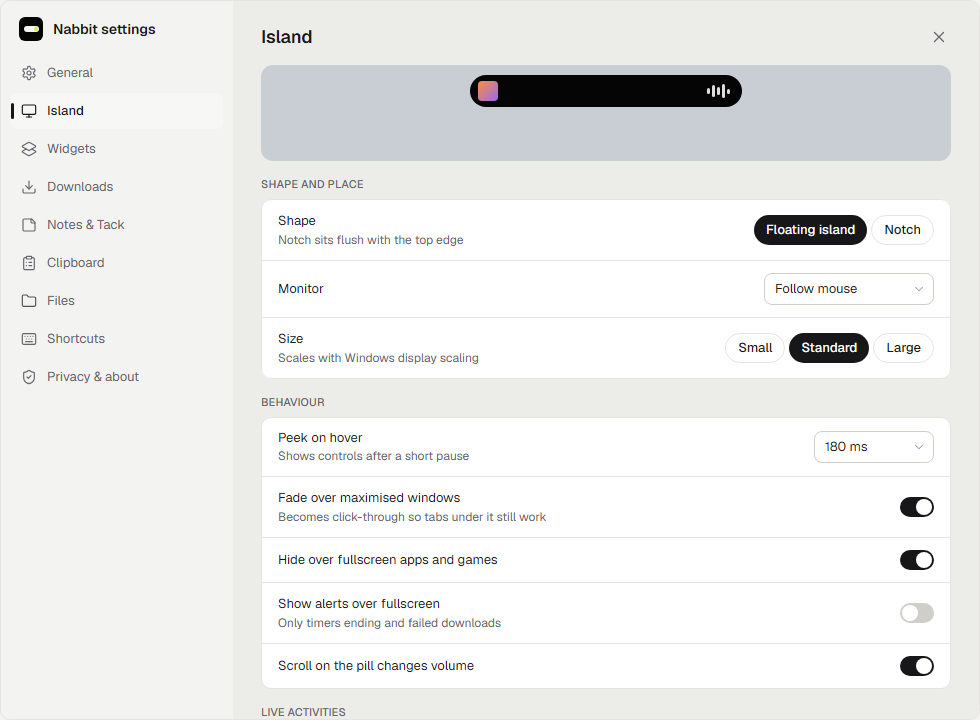 Nabbit settings
General
Island
Widgets
Downloads
Notes & Tack
Clipboard
Files
Shortcuts
Privacy & about
Island
SHAPE AND PLACE
Shape
Notch sits flush with the top edge
Floating island
Notch
Monitor
Follow mouse
Size
Scales with Windows display scaling
Small
Standard
Large
BEHAVIOUR
Peek on hover
Shows controls after a short pause
180 ms
Fade over maximised windows
Becomes click-through so tabs under it still work
Hide over fullscreen apps and games
Show alerts over fullscreen
Only timers ending and failed downloads
Scroll on the pill changes volume
LIVE ACTIVITIES